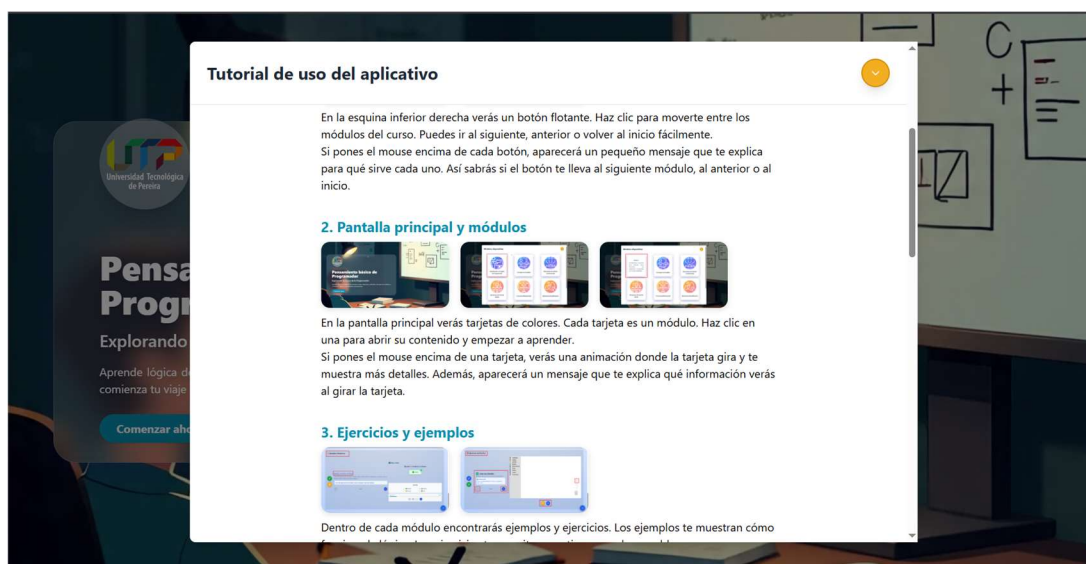 Tutorial de uso del aplicativo
En la esquina inferior derecha verás un botón flotante. Haz clic para moverte entre los
módulos del curso. Puedes ir al siguiente, anterior o volver al inicio fácilmente.
Si pones el mouse encima de cada botón, aparecerá un pequeño mensaje que te explica
para qué sirve cada uno. Así sabrás si el botón te lleva al siguiente módulo, al anterior o al
inicio.
2. Pantalla principal y módulos
En la pantalla principal verás tarjetas de colores. Cada tarjeta es un módulo. Haz clic en
una para abrir su contenido y empezar a aprender.
Si pones el mouse encima de una tarjeta, verás una animación donde la tarjeta gira y te
muestra más detalles. Además, aparecerá un mensaje que te explica qué información verás
al girar la tarjeta.
3. Ejercicios y ejemplos
Dentro de cada módulo encontrarás ejemplos y ejercicios. Los ejemplos te muestran cómo
UTP
Universidad Tecnológica
de Pereira
Pensa
Progr
Explorando
Aprende lógica d
comienza tu viaje
Comenzar aho
C
+